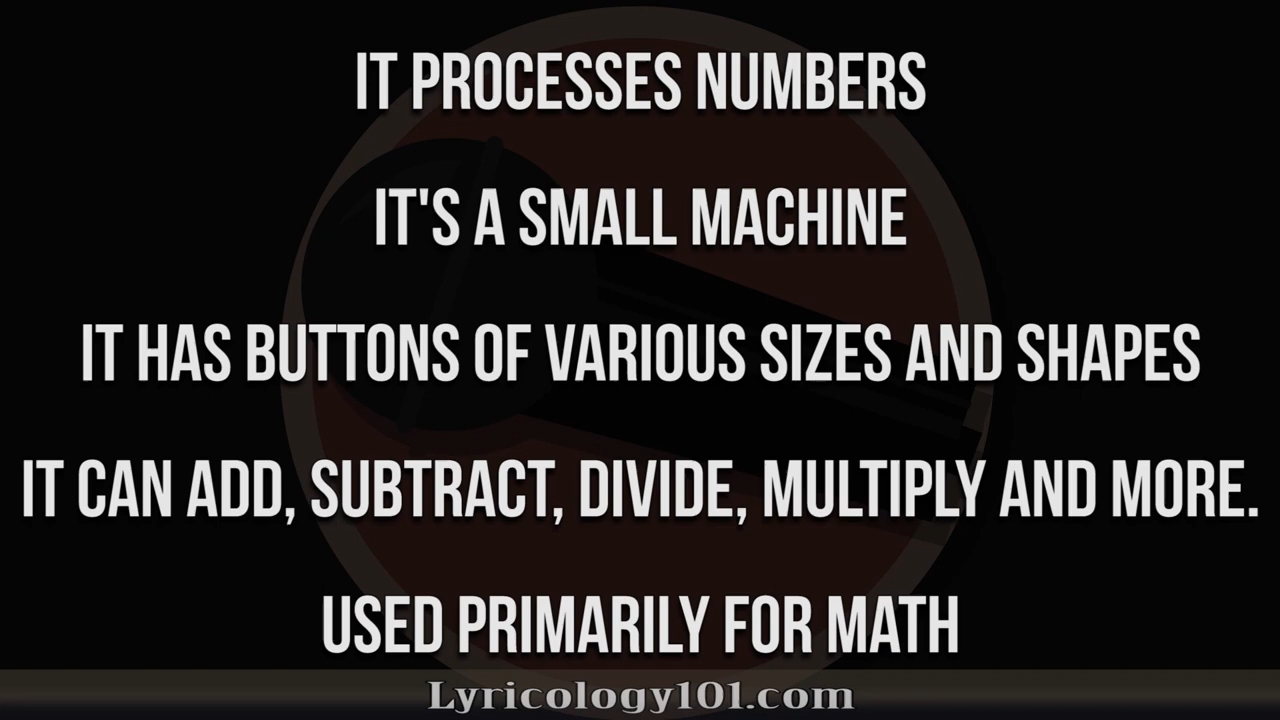 IT PROCESSES NUMBERS
IT'S A SMALL MACHINE
IT HAS BUTTONS OF VARIOUS SIZES AND SHAPES
IT CAN ADD, SUBTRACT, DIVIDE, MULTIPLY AND MORE.
USED PRIMARILY FOR MATH
Lyricology101.com